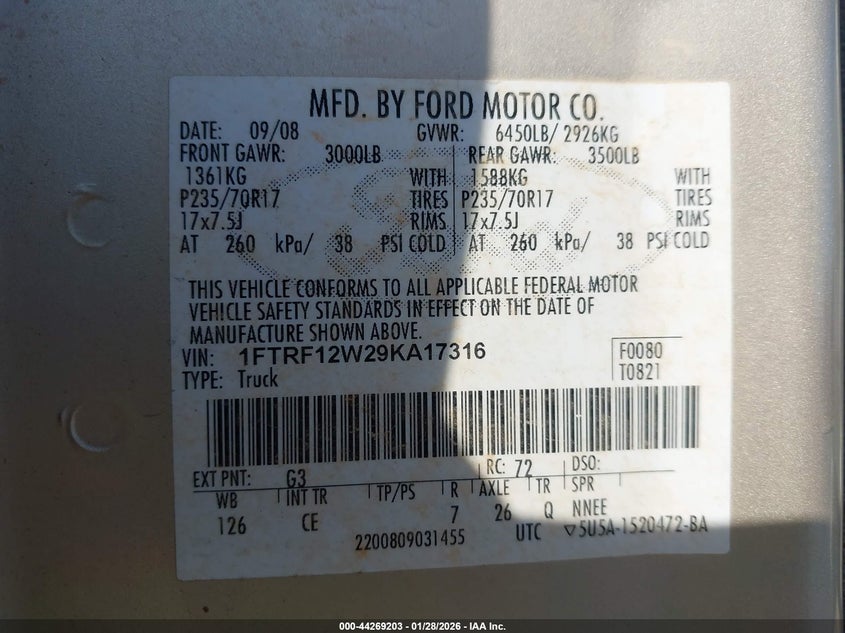 MFD. BY FORD MOTOR CO.
DATE: 09/08 GVWR: 6450LB/ 2926KG
FRONT GAWR: 3000LB REAR GAWR: 3500LB
1361KG WITH 1588KG WITH
P235/70R17 TIRES P235/70R17 TIRES
17x7.5J RIMS 17x7.5J RIMS
AT 260 kPa/ 38 PSI COLD AT 260 kPa/ 38 PSI COLD
THIS VEHICLE CONFORMS TO ALL APPLICABLE FEDERAL MOTOR
VEHICLE SAFETY STANDARDS IN EFFECT ON THE DATE OF
MANUFACTURE SHOWN ABOVE.
VIN: 1FTRF12W29KA17316 F0080
TYPE: Truck T0821
EXT PNT: G3 RC: 72 DSO:
WB INT TR TP/PS R AXLE TR SPR
126 CE 7 26 Q NNEE
2200809031455 UTC ▽5U5A-1520472-BA
000-44269203 — 01/28/2026 — IAA Inc.